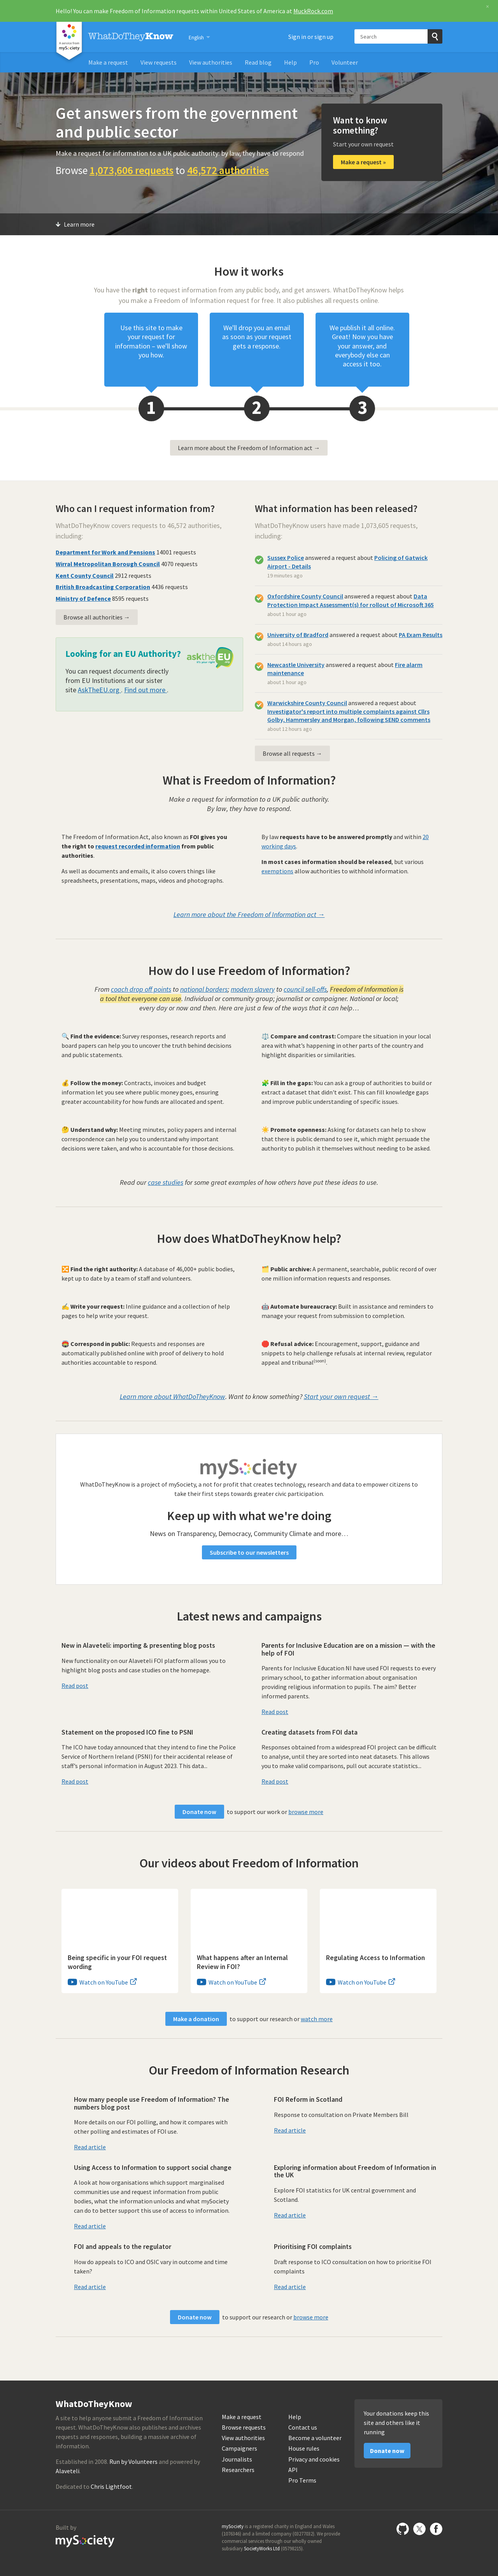 Hello! You can make Freedom of Information requests within United States of America at MuckRock.com
×
a service from mySociety
WhatDoTheyKnow
English
Sign in or sign up
Search
Make a request
View requests
View authorities
Read blog
Help
Pro
Volunteer
Get answers from the government
and public sector
Make a request for information to a UK public authority: by law, they have to respond
Browse 1,073,606 requests to 46,572 authorities
Want to know
something?
Start your own request
Make a request »
Learn more
How it works
You have the right to request information from any public body, and get answers. WhatDoTheyKnow helps
you make a Freedom of Information request for free. It also publishes all requests online.
Use this site to make
your request for
information – we'll show
you how.
1
We'll drop you an email
as soon as your request
gets a response.
2
We publish it all online.
Great! Now you have
your answer, and
everybody else can
access it too.
3
Learn more about the Freedom of Information act →
Who can I request information from?
WhatDoTheyKnow covers requests to 46,572 authorities,
including:
Department for Work and Pensions 14001 requests
Wirral Metropolitan Borough Council 4070 requests
Kent County Council 2912 requests
British Broadcasting Corporation 4436 requests
Ministry of Defence 8595 requests
Browse all authorities →
Looking for an EU Authority?
You can request documents directly
from EU Institutions at our sister
site AskTheEU.org . Find out more .
asktheEU
What information has been released?
WhatDoTheyKnow users have made 1,073,605 requests,
including:
Sussex Police answered a request about Policing of Gatwick
Airport - Details
19 minutes ago
Oxfordshire County Council answered a request about Data
Protection Impact Assessment(s) for rollout of Microsoft 365
about 1 hour ago
University of Bradford answered a request about PA Exam Results
about 14 hours ago
Newcastle University answered a request about Fire alarm
maintenance
about 1 hour ago
Warwickshire County Council answered a request about
Investigator's report into multiple complaints against Cllrs
Golby, Hammersley and Morgan, following SEND comments
about 12 hours ago
Browse all requests →
What is Freedom of Information?
Make a request for information to a UK public authority.
By law, they have to respond.
The Freedom of Information Act, also known as FOI gives you
the right to request recorded information from public
authorities.
As well as documents and emails, it also covers things like
spreadsheets, presentations, maps, videos and photographs.
By law requests have to be answered promptly and within 20
working days.
In most cases information should be released, but various
exemptions allow authorities to withhold information.
Learn more about the Freedom of Information act →
How do I use Freedom of Information?
From coach drop off points to national borders; modern slavery to council sell-offs, Freedom of Information is
a tool that everyone can use. Individual or community group; journalist or campaigner. National or local;
every day or now and then. Here are just a few of the ways that it can help…
🔍 Find the evidence: Survey responses, research reports and
board papers can help you to uncover the truth behind decisions
and public statements.
⚖️ Compare and contrast: Compare the situation in your local
area with what’s happening in other parts of the country and
highlight disparities or similarities.
💰 Follow the money: Contracts, invoices and budget
information let you see where public money goes, ensuring
greater accountability for how funds are allocated and spent.
🧩 Fill in the gaps: You can ask a group of authorities to build or
extract a dataset that didn’t exist. This can fill knowledge gaps
and improve public understanding of specific issues.
🤔 Understand why: Meeting minutes, policy papers and internal
correspondence can help you to understand why important
decisions were taken, and who is accountable for those decisions.
☀️ Promote openness: Asking for datasets can help to show
that there is public demand to see it, which might persuade the
authority to publish it themselves without needing to be asked.
Read our case studies for some great examples of how others have put these ideas to use.
How does WhatDoTheyKnow help?
🔀 Find the right authority: A database of 46,000+ public bodies,
kept up to date by a team of staff and volunteers.
🗂️ Public archive: A permanent, searchable, public record of over
one million information requests and responses.
✍️ Write your request: Inline guidance and a collection of help
pages to help write your request.
🤖 Automate bureaucracy: Built in assistance and reminders to
manage your request from submission to completion.
Correspond in public: Requests and responses are
automatically published online with proof of delivery to hold
authorities accountable to respond.
🛑 Refusal advice: Encouragement, support, guidance and
snippets to help challenge refusals at internal review, regulator
appeal and tribunal(soon!).
Learn more about WhatDoTheyKnow. Want to know something? Start your own request →
mySociety
WhatDoTheyKnow is a project of mySociety, a not for profit that creates technology, research and data to empower citizens to
take their first steps towards greater civic participation.
Keep up with what we're doing
News on Transparency, Democracy, Community Climate and more…
Subscribe to our newsletters
Latest news and campaigns
New in Alaveteli: importing & presenting blog posts
New functionality on our Alaveteli FOI platform allows you to
highlight blog posts and case studies on the homepage.
Read post
Parents for Inclusive Education are on a mission — with the
help of FOI
Parents for Inclusive Education NI have used FOI requests to every
primary school, to gather information about organisation
providing religious information to pupils. The aim? Better
informed parents.
Read post
Statement on the proposed ICO fine to PSNI
The ICO have today announced that they intend to fine the Police
Service of Northern Ireland (PSNI) for their accidental release of
staff’s personal information in August 2023. This data...
Read post
Creating datasets from FOI data
Responses obtained from a widespread FOI project can be difficult
to analyse, until they are sorted into neat datasets. This allows
you to make valid comparisons, pull out accurate statistics...
Read post
Donate now to support our work or browse more
Our videos about Freedom of Information
Being specific in your FOI request
wording
Watch on YouTube
What happens after an Internal
Review in FOI?
Watch on YouTube
Regulating Access to Information
Watch on YouTube
Make a donation to support our research or watch more
Our Freedom of Information Research
How many people use Freedom of Information? The
numbers blog post
More details on our FOI polling, and how it compares with
other polling and estimates of FOI use.
Read article
FOI Reform in Scotland
Response to consultation on Private Members Bill
Read article
Using Access to Information to support social change
A look at how organisations which support marginalised
communities use and request information from public
bodies, what the information unlocks and what mySociety
can do to better support this use of access to information.
Read article
Exploring information about Freedom of Information in
the UK
Explore FOI statistics for UK central government and
Scotland.
Read article
FOI and appeals to the regulator
How do appeals to ICO and OSIC vary in outcome and time
taken?
Read article
Prioritising FOI complaints
Draft response to ICO consultation on how to prioritise FOI
complaints
Read article
Donate now to support our research or browse more
WhatDoTheyKnow
A site to help anyone submit a Freedom of Information
request. WhatDoTheyKnow also publishes and archives
requests and responses, building a massive archive of
information.
Established in 2008. Run by Volunteers and powered by
Alaveteli
Dedicated to Chris Lightfoot.
Make a request
Browse requests
View authorities
Campaigners
Journalists
Researchers
Help
Contact us
Become a volunteer
House rules
Privacy and cookies
API
Pro Terms
Your donations keep this
site and others like it
running
Donate now
Built by
mySociety
mySociety is a registered charity in England and Wales
(1076346) and a limited company (03277032). We provide
commercial services through our wholly owned
subsidiary SocietyWorks Ltd (05798215).